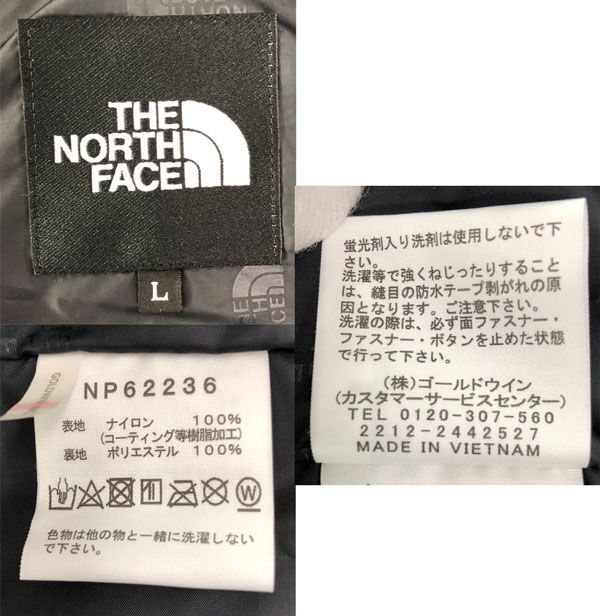 THE
NORTH
FACE
L
NORTH
FACE
蛍光剤入り洗剤は使用しないで下
さい。
洗濯等で強くねじったりすること
は、縫目の防水テープ剥がれの原
因となります。ご注意下さい。
洗濯の際は、必ず面ファスナー・
ファスナー・ボタンを止めた状態
で行って下さい。
(株)ゴールドウイン
(カスタマーサービスセンター)
TEL 0120-307-560
2212-2442527
MADE IN VIETNAM
NP62236
表地 ナイロン 100%
(コーティング等樹脂加工)
裏地 ポリエステル 100%
W
色物は他の物と一緒に洗濯しない
で下さい。